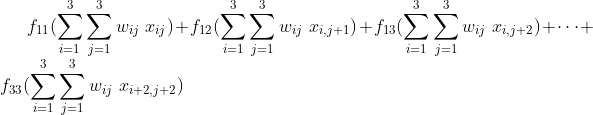 f_{11}(\sum_{i=1}^{3}\sum_{j=1}^{3} w_{ij}\ x_{ij})+f_{12}(\sum_{i=1}^{3}\sum_{j=1}^{3} w_{ij}\ x_{i,j+1})+f_{13}(\sum_{i=1}^{3}\sum_{j=1}^{3} w_{ij}\ x_{i,j+2})+\cdots+
f_{33}(\sum_{i=1}^{3}\sum_{j=1}^{3} w_{ij}\ x_{i+2,j+2})